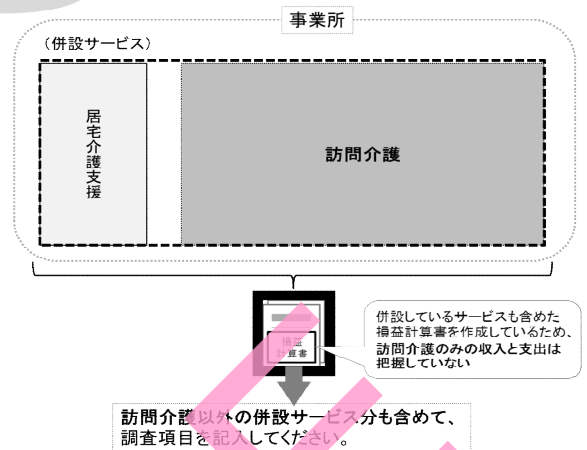 事業所
（併設サービス）
居宅介護支援
訪問介護
損益
計算書
併設しているサービスも含めた
損益計算書を作成しているため、
訪問介護のみの収入と支出は
把握していない
訪問介護以外の併設サービス分も含めて、
調査項目を記入してください。